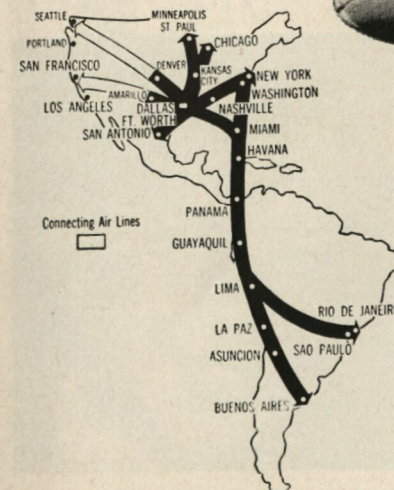 SEATTLE
MINNEAPOLIS
ST PAUL
CHICAGO
PORTLAND
DENVER
KANSAS
CITY
SAN FRANCISCO
NEW YORK
WASHINGTON
AMARILLO
LOS ANGELES
DALLAS
FT. WORTH
NASHVILLE
SAN ANTONIO
MIAMI
HAVANA
PANAMA
Connecting Air Lines
GUAYAQUIL
LIMA
RIO DE JANEIR
LA PAZ
SAO PAULO
ASUNCION
BUENOS AIRES